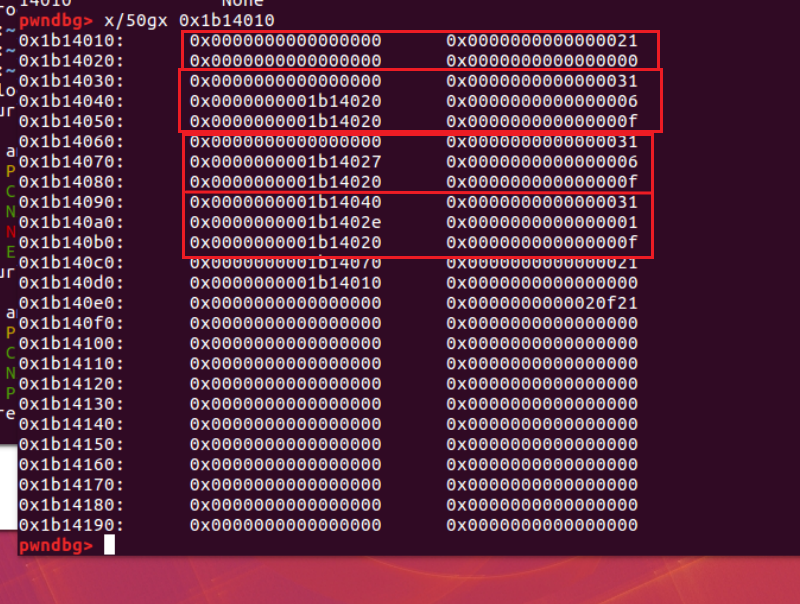 14010 None
pwndbg> x/50gx 0x1b14010
0x1b14010: 0x0000000000000000 0x0000000000000021
0x1b14020: 0x0000000000000000 0x0000000000000000
0x1b14030: 0x0000000000000000 0x0000000000000031
0x1b14040: 0x0000000001b14020 0x0000000000000006
0x1b14050: 0x0000000001b14020 0x000000000000000f
0x1b14060: 0x0000000000000000 0x0000000000000031
0x1b14070: 0x0000000001b14027 0x0000000000000006
0x1b14080: 0x0000000001b14020 0x000000000000000f
0x1b14090: 0x0000000001b14040 0x0000000000000031
0x1b140a0: 0x0000000001b1402e 0x0000000000000001
0x1b140b0: 0x0000000001b14020 0x000000000000000f
0x1b140c0: 0x0000000001b14070 0x0000000000000021
0x1b140d0: 0x0000000001b14010 0x0000000000000000
0x1b140e0: 0x0000000000000000 0x0000000000020f21
0x1b140f0: 0x0000000000000000 0x0000000000000000
0x1b14100: 0x0000000000000000 0x0000000000000000
0x1b14110: 0x0000000000000000 0x0000000000000000
0x1b14120: 0x0000000000000000 0x0000000000000000
0x1b14130: 0x0000000000000000 0x0000000000000000
0x1b14140: 0x0000000000000000 0x0000000000000000
0x1b14150: 0x0000000000000000 0x0000000000000000
0x1b14160: 0x0000000000000000 0x0000000000000000
0x1b14170: 0x0000000000000000 0x0000000000000000
0x1b14180: 0x0000000000000000 0x0000000000000000
0x1b14190: 0x0000000000000000 0x0000000000000000
pwndbg>